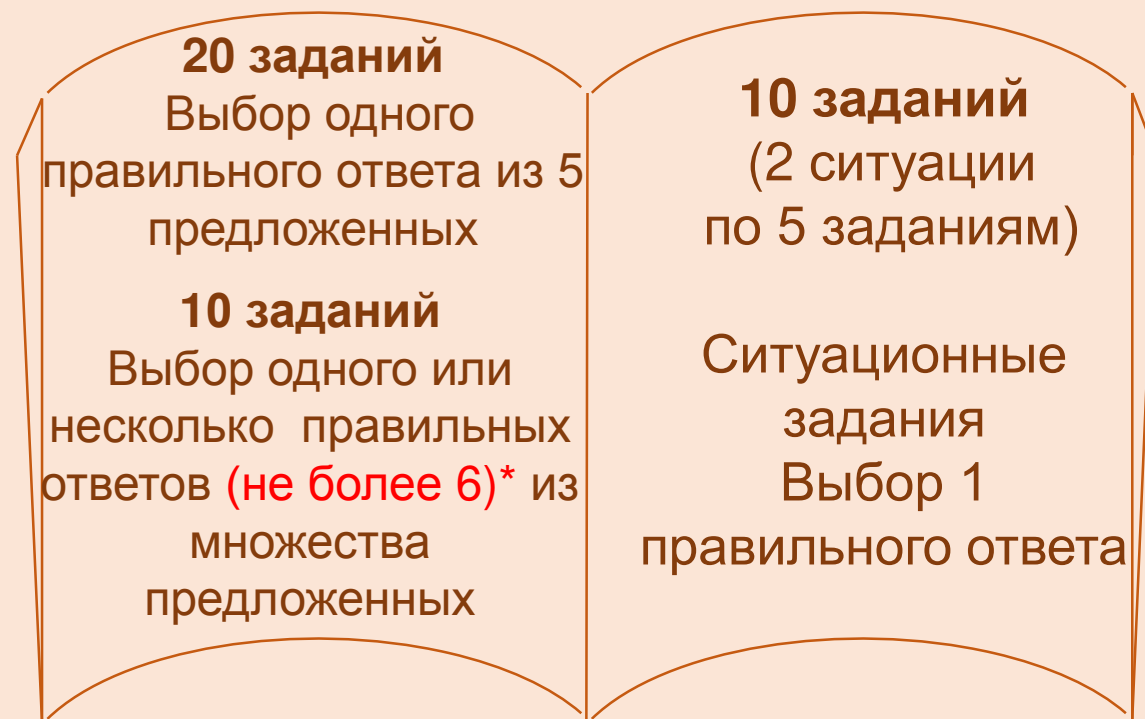 20 заданий
Выбор одного
правильного ответа из 5
предложенных
10 заданий
Выбор одного или
несколько правильных
ответов (не более 6)* из
множества
предложенных
10 заданий
(2 ситуации
по 5 заданиям)
Ситуационные
задания
Выбор 1
правильного ответа